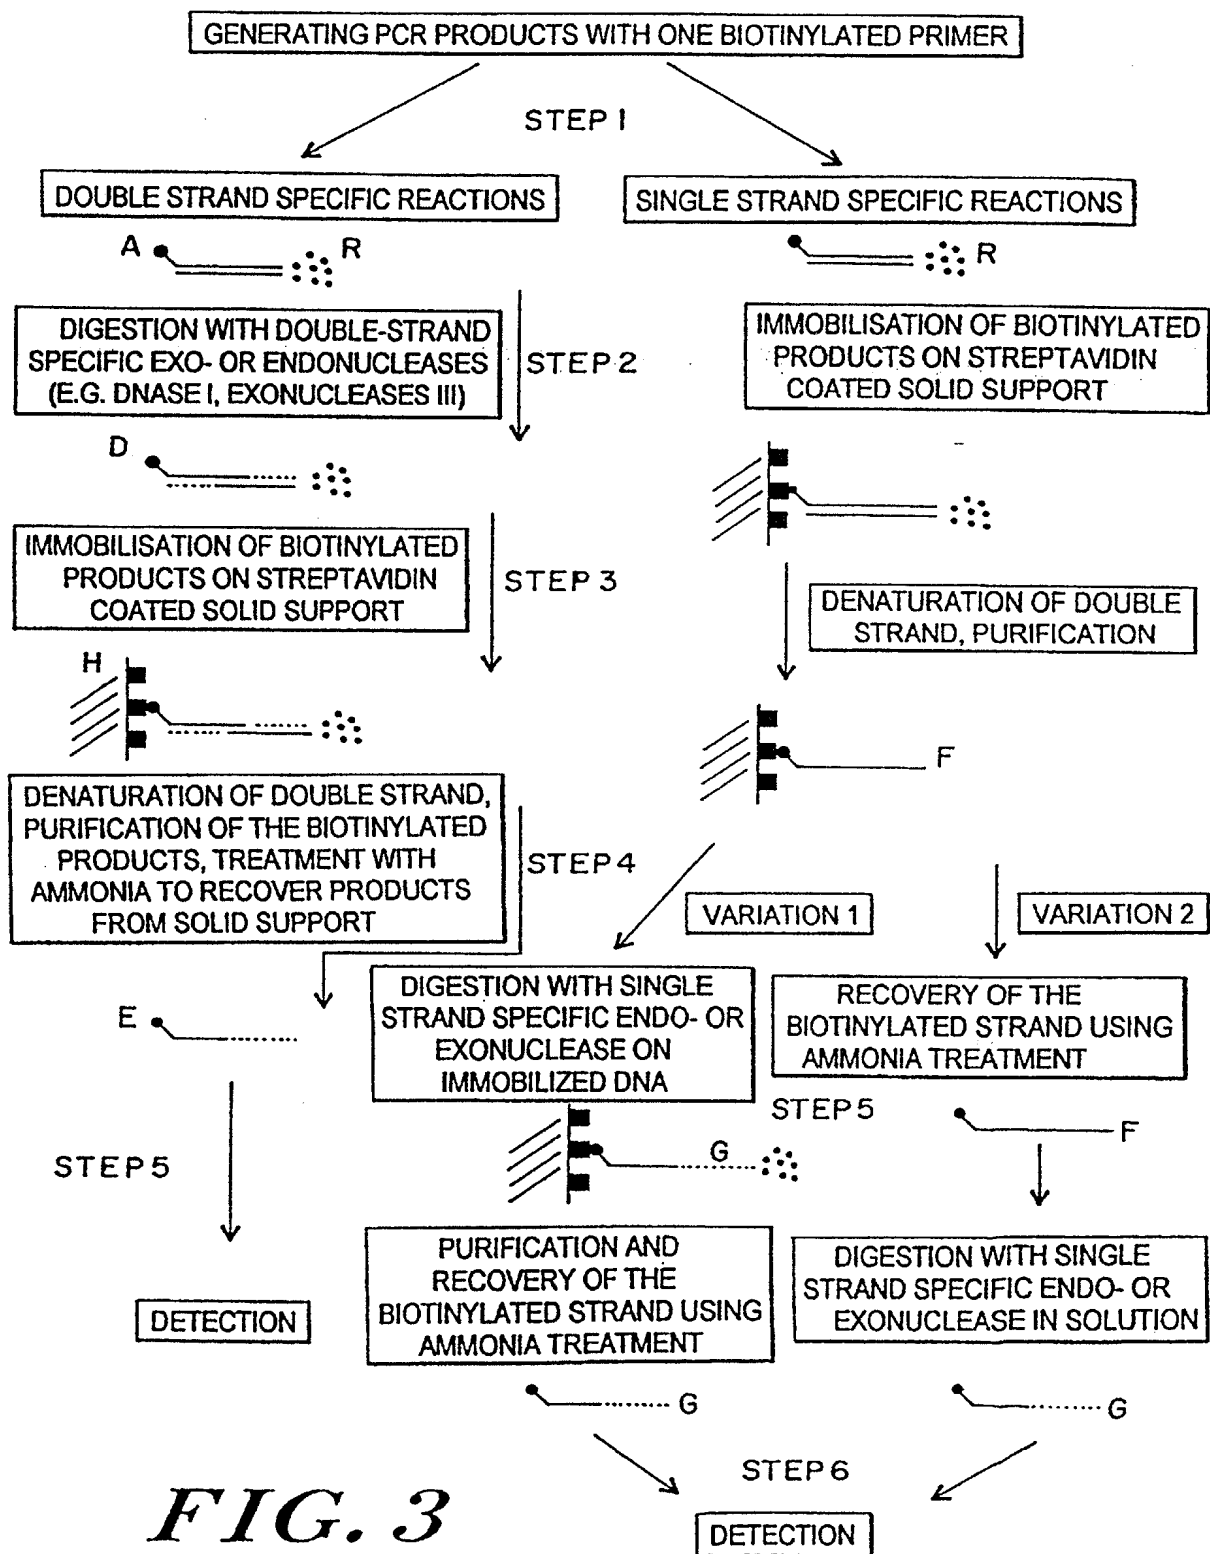 GENERATING PCR PRODUCTS WITH ONE BIOTINYLATED PRIMER
STEP 1
DOUBLE STRAND SPECIFIC REACTIONS
SINGLE STRAND SPECIFIC REACTIONS
A
R
R
DIGESTION WITH DOUBLE-STRAND
SPECIFIC EXO- OR ENDONUCLEASES
(E.G. DNASE I, EXONUCLEASES III)
STEP 2
IMMOBILISATION OF BIOTINYLATED
PRODUCTS ON STREPTAVIDIN
COATED SOLID SUPPORT
D
IMMOBILISATION OF BIOTINYLATED
PRODUCTS ON STREPTAVIDIN
COATED SOLID SUPPORT
STEP 3
DENATURATION OF DOUBLE
STRAND, PURIFICATION
H
F
DENATURATION OF DOUBLE STRAND,
PURIFICATION OF THE BIOTINYLATED
PRODUCTS, TREATMENT WITH
AMMONIA TO RECOVER PRODUCTS
FROM SOLID SUPPORT
STEP 4
VARIATION 1
VARIATION 2
E
DIGESTION WITH SINGLE
STRAND SPECIFIC ENDO- OR
EXONUCLEASE ON
IMMOBILIZED DNA
RECOVERY OF THE
BIOTINYLATED STRAND USING
AMMONIA TREATMENT
STEP 5
STEP 5
G
F
PURIFICATION AND
RECOVERY OF THE
BIOTINYLATED STRAND USING
AMMONIA TREATMENT
DIGESTION WITH SINGLE
STRAND SPECIFIC ENDO- OR
EXONUCLEASE IN SOLUTION
DETECTION
G
G
STEP 6
DETECTION
FIG. 3